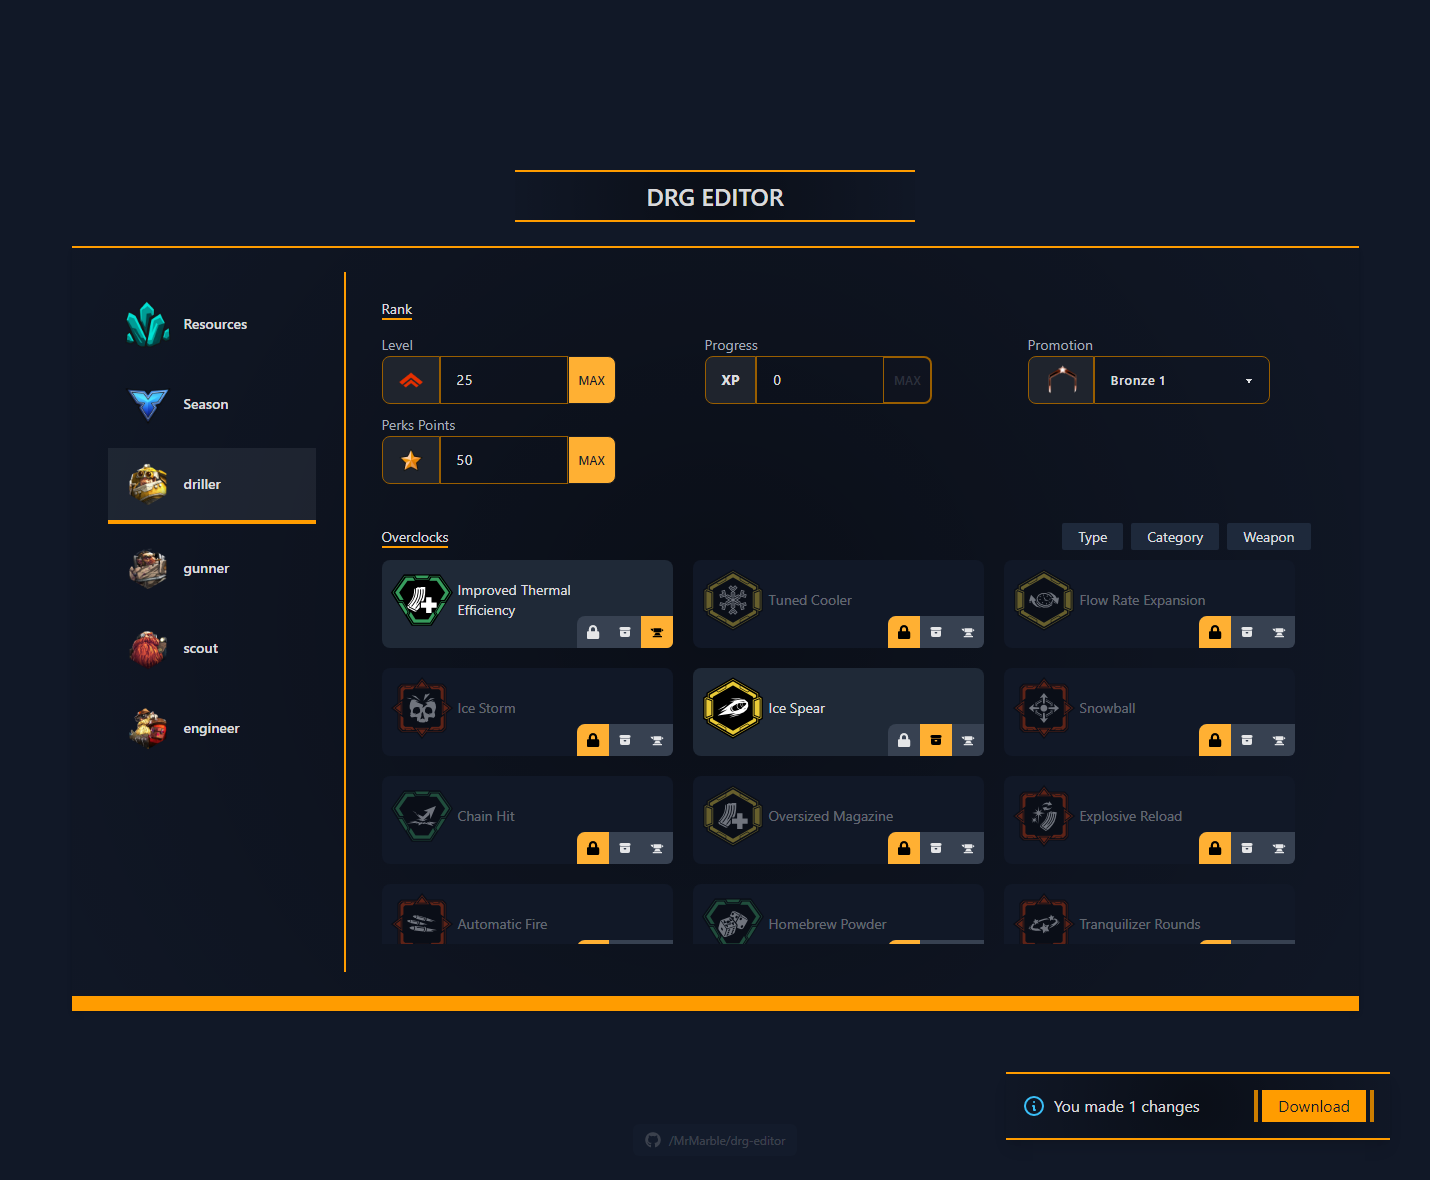 DRG EDITOR
Resources
Season
driller
gunner
scout
engineer
Rank
Level
25
MAX
Progress
XP
0
MAX
Promotion
Bronze 1
Perks Points
50
MAX
Overclocks
Type
Category
Weapon
Improved Thermal
Efficiency
Tuned Cooler
Flow Rate Expansion
Ice Storm
Ice Spear
Snowball
Chain Hit
Oversized Magazine
Explosive Reload
Automatic Fire
Homebrew Powder
Tranquilizer Rounds
You made 1 changes
Download
/MrMarble/drg-editor